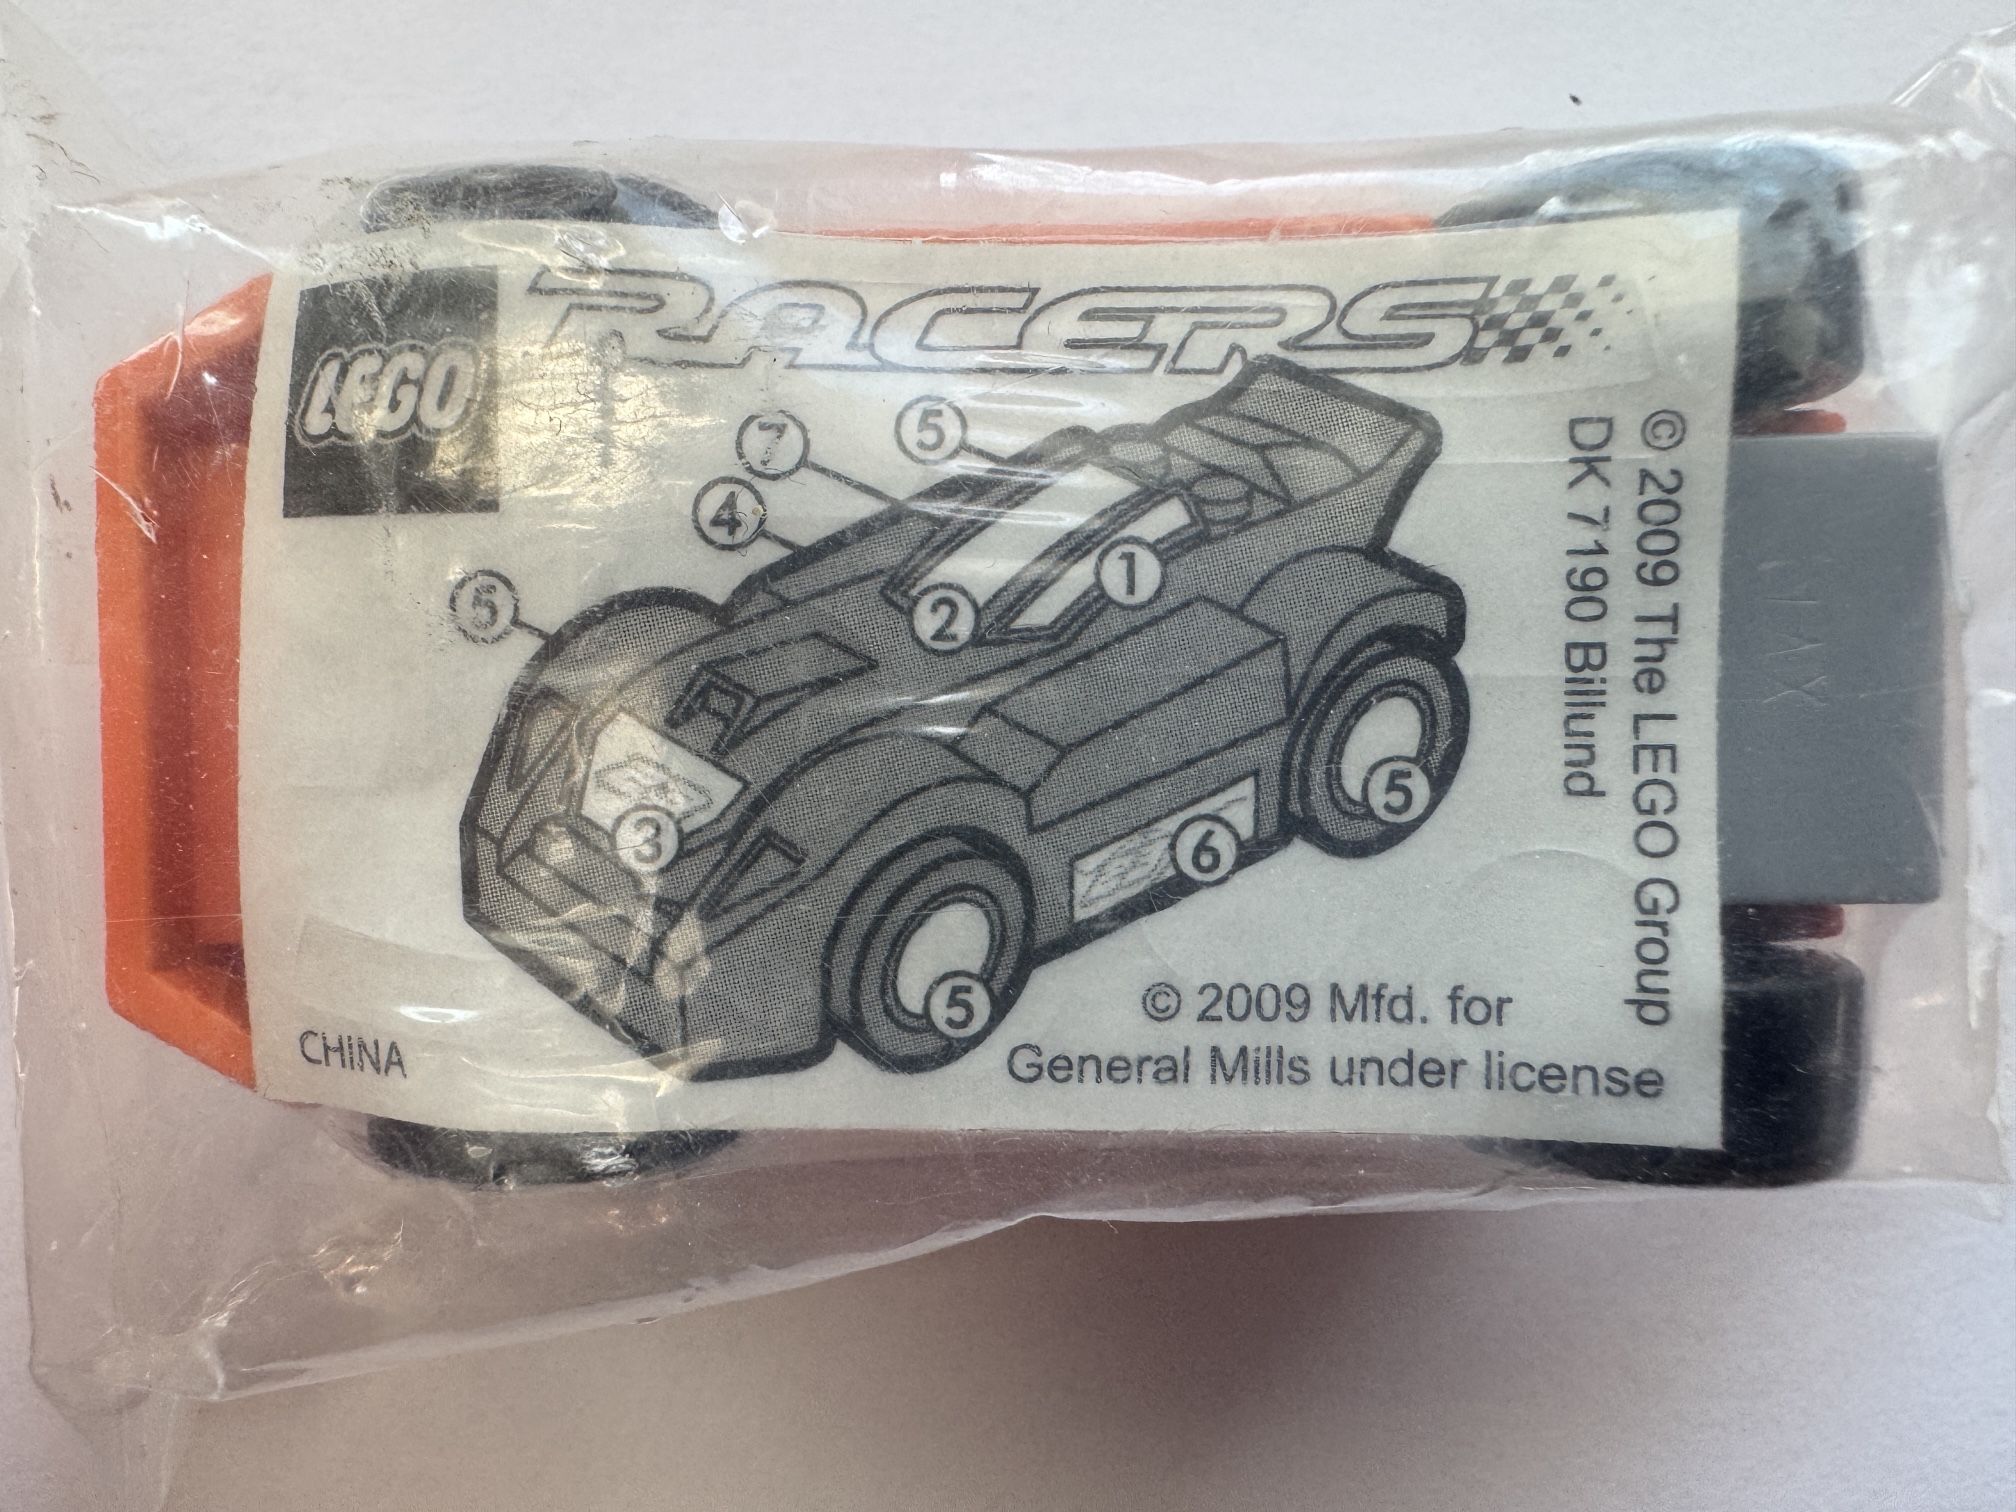 LEGO
RACERS
5
7
4
5
1
2
3
5
6
5
© 2009 The LEGO Group
DK 7190 Billund
© 2009 Mfd. for
General Mills under license
CHINA